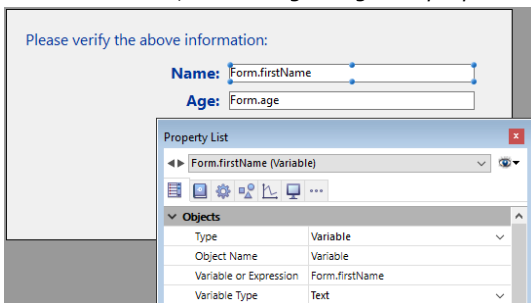 Please verify the above information:
Name: Form.firstName
Age: Form.age
Property List
Form.firstName (Variable)
Objects
Type Variable
Object Name Variable
Variable or Expression Form.firstName
Variable Type Text